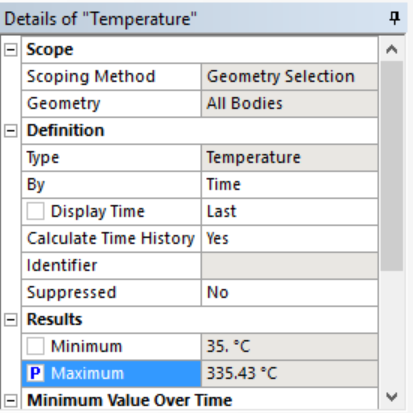 Details of "Temperature"
Scope
Scoping Method Geometry Selection
Geometry All Bodies
Definition
Type Temperature
By Time
Display Time Last
Calculate Time History Yes
Identifier
Suppressed No
Results
Minimum 35. °C
P Maximum 335.43 °C
Minimum Value Over Time